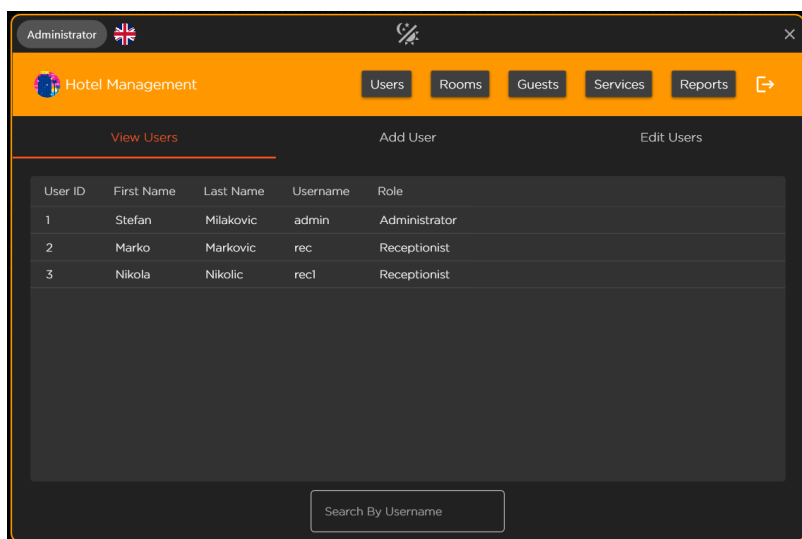 Administrator
Hotel Management Users Rooms Guests Services Reports
View Users Add User Edit Users
User ID First Name Last Name Username Role
1 Stefan Milakovic admin Administrator
2 Marko Markovic rec Receptionist
3 Nikola Nikolic rec1 Receptionist
Search By Username